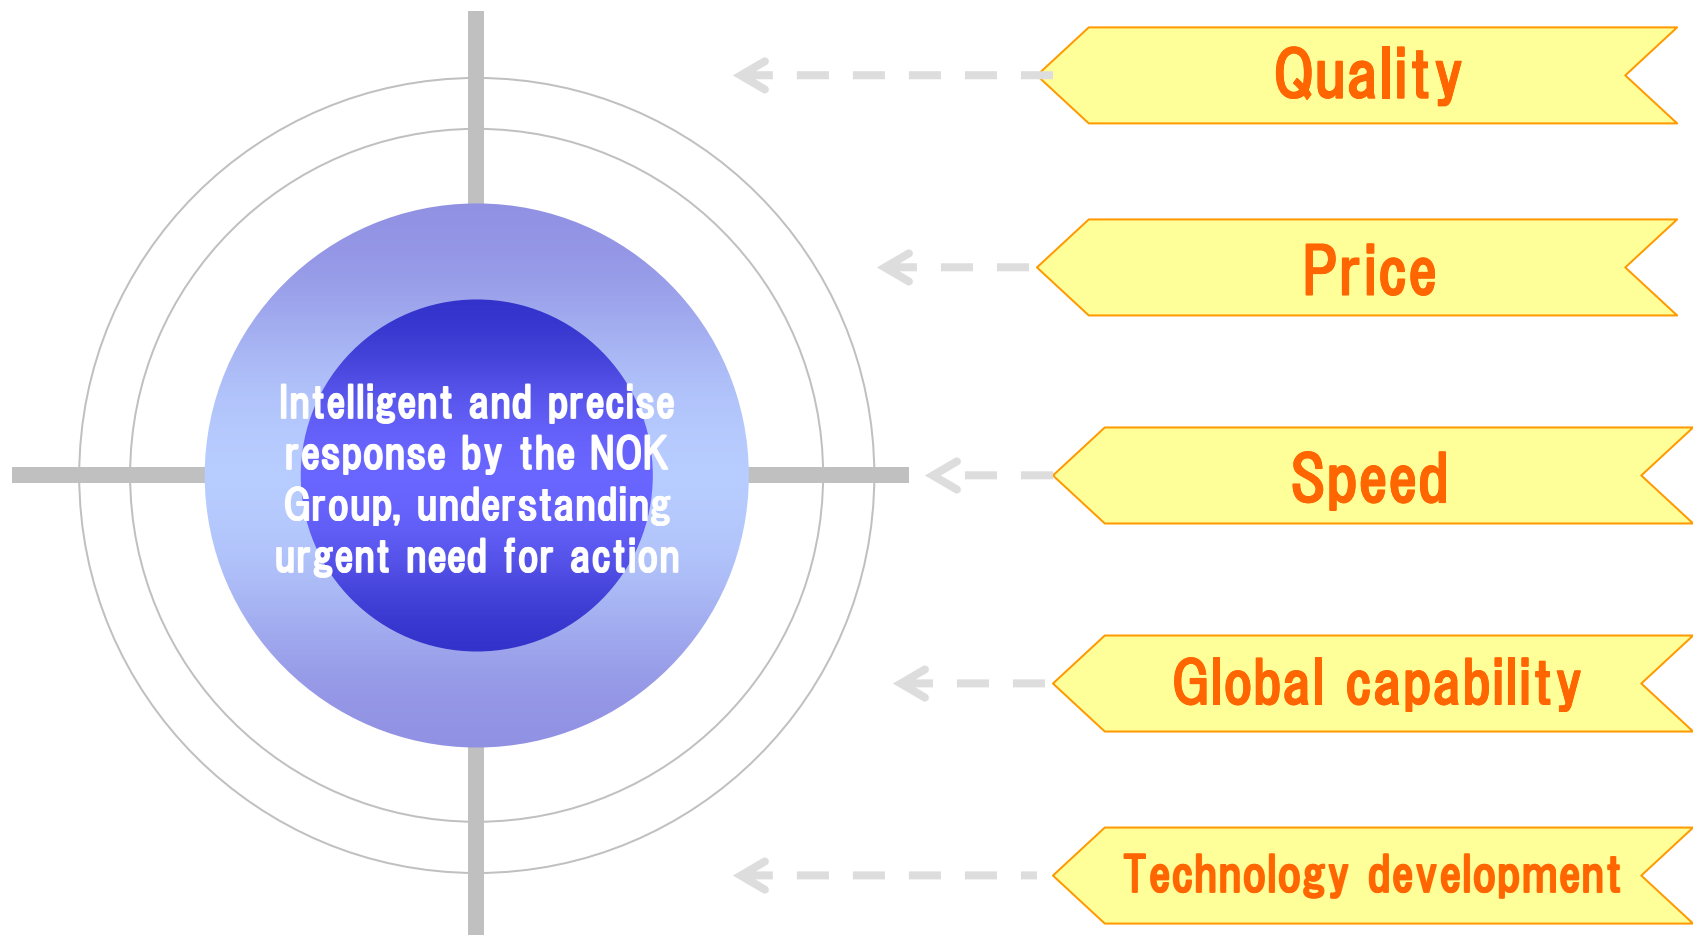 Intelligent and precise
response by the NOK
Group, understanding
urgent need for action
Quality
Price
Speed
Global capability
Technology development